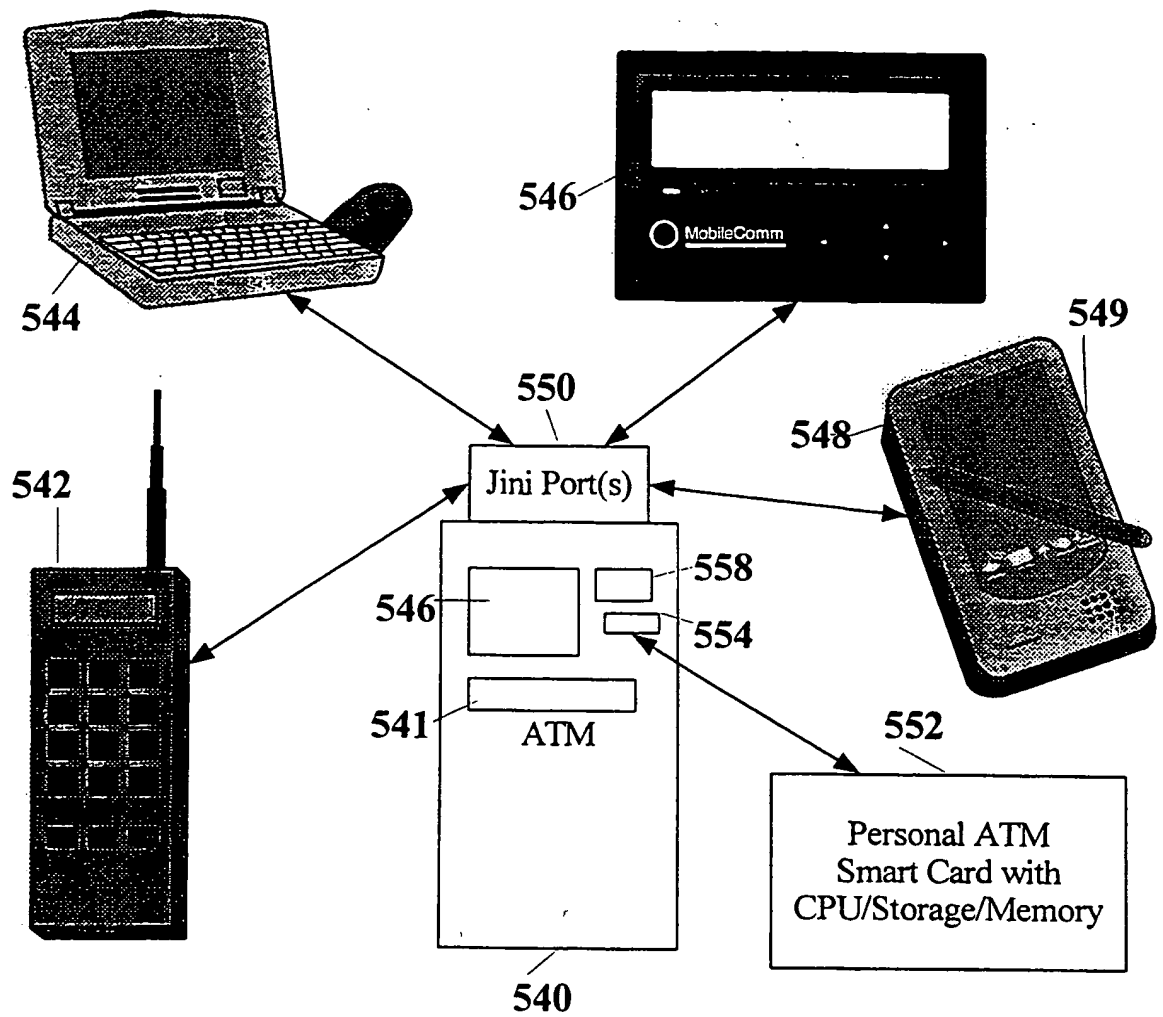 546
MobileComm
544
549
550
548
Jini Port(s)
542
558
546
554
541
ATM
552
Personal ATM
Smart Card with
CPU/Storage/Memory
540